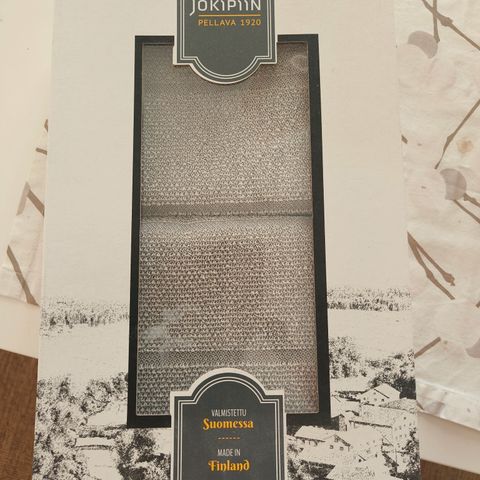 JOKIPIIN
PELLAVA 1920
VALMISTETTU
Suomessa
MADE IN
Finland